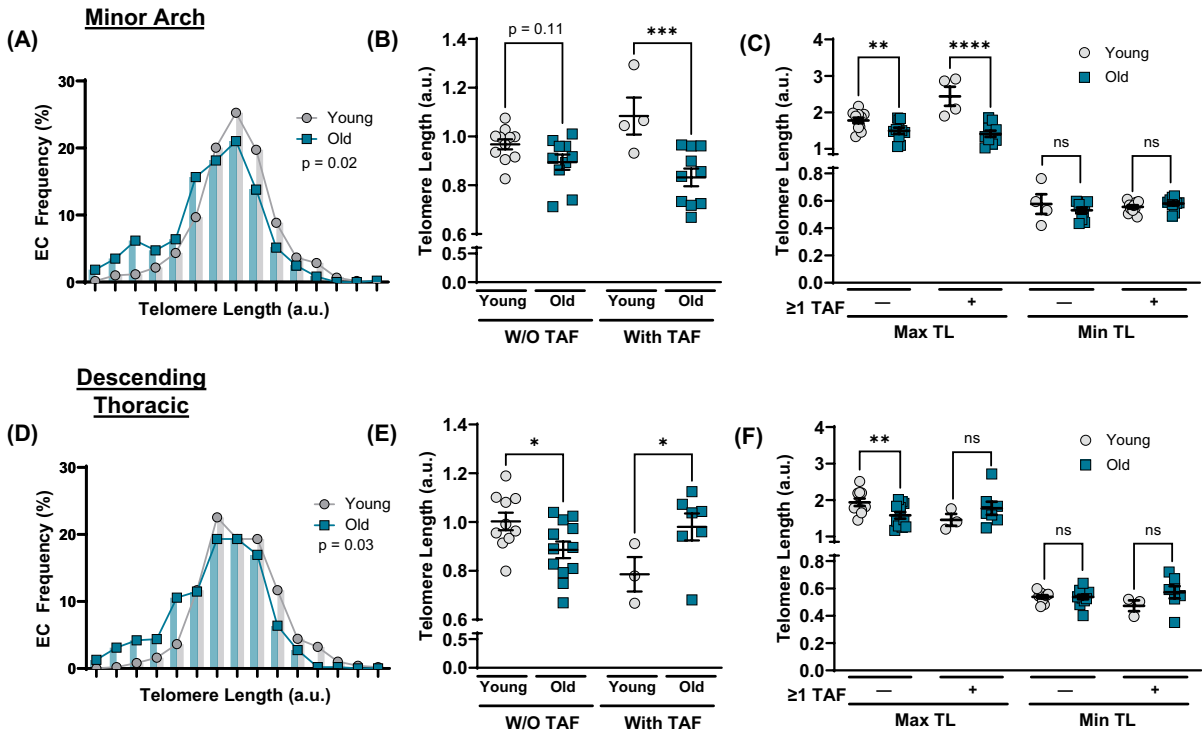 Minor Arch
(A)
30
20
10
0
EC Frequency (%)
Young
Old
p = 0.02
Telomere Length (a.u.)
(B)
p = 0.11
***
1.4
1.2
1.0
0.8
0.6
0.5
0.0
Telomere Length (a.u.)
Young Old Young Old
W/O TAF With TAF
(C)
Young
Old
**
****
ns
ns
4
3
2
1
0.8
0.6
0.4
0.2
0.0
Telomere Length (a.u.)
≥1 TAF — + — +
Max TL Min TL
Descending
Thoracic
(D)
30
20
10
0
EC Frequency (%)
Young
Old
p = 0.03
Telomere Length (a.u.)
(E)
*
*
1.4
1.2
1.0
0.8
0.6
0.5
0.0
Telomere Length (a.u.)
Young Old Young Old
W/O TAF With TAF
(F)
Young
Old
**
ns
ns
ns
4
3
2
1
0.8
0.6
0.4
0.2
0.0
Telomere Length (a.u.)
≥1 TAF — + — +
Max TL Min TL